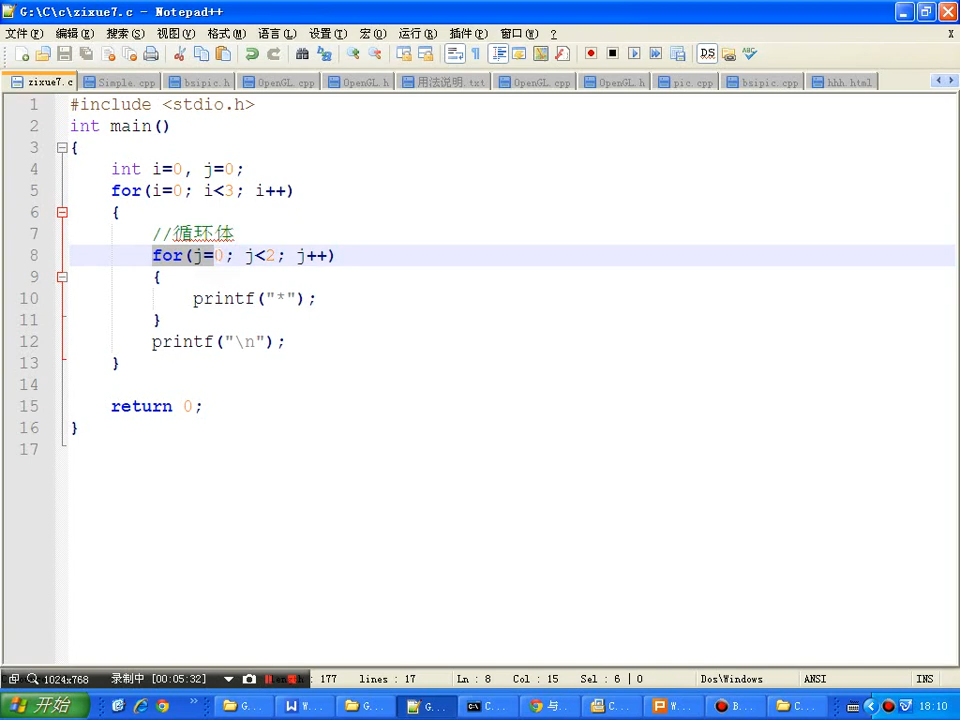 G:\C\c\zixue7.c - Notepad++
文件(F) 编辑(E) 搜索(S) 视图(V) 格式(M) 语言(L) 设置(T) 宏(O) 运行(R) 插件(P) 窗口(W) ? X
zixue7.c Simple.cpp bsipic.h OpenGL.cpp OpenGL.h 用法说明.txt OpenGL.cpp OpenGL.h pic.cpp bsipic.cpp hhh.html
1 #include <stdio.h>
2 int main()
3 {
4 int i=0, j=0;
5 for(i=0; i<3; i++)
6 {
7 //循环体
8 for(j=0; j<2; j++)
9 {
10 printf("*");
11 }
12 printf("\n");
13 }
14
15 return 0;
16 }
17
1024x768 录制中 [00:05:32] length : 177 lines : 17 Ln : 8 Col : 15 Sel : 6 | 0 Dos\Windows ANSI INS
开始 G... W... G... G... C... 与... C... W... B... C... 18:10